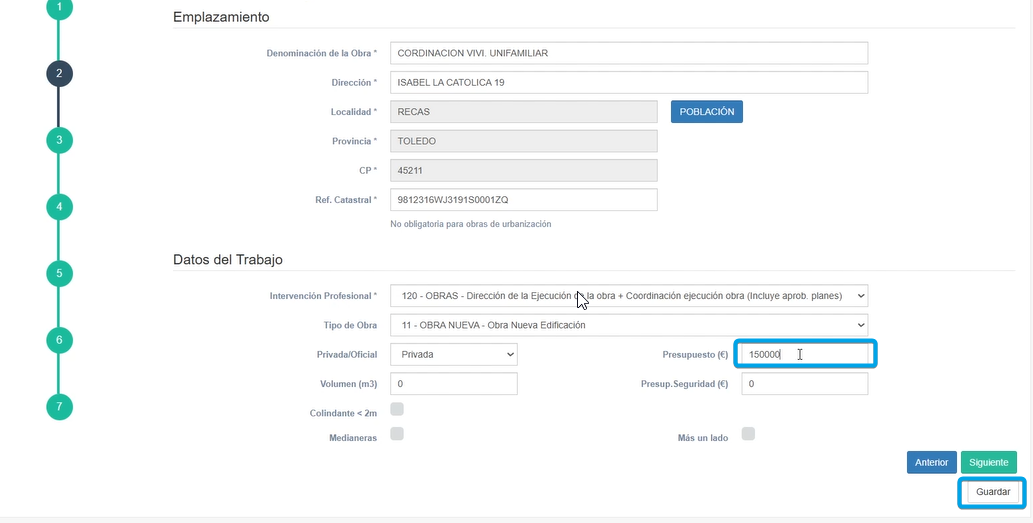 1
Emplazamiento
Denominación de la Obra * CORDINACION VIVI. UNIFAMILIAR
2
Dirección * ISABEL LA CATOLICA 19
Localidad * RECAS POBLACIÓN
3
Provincia * TOLEDO
CP * 45211
4
Ref. Catastral * 9812316WJ3191S0001ZQ
No obligatoria para obras de urbanización
Datos del Trabajo
5
Intervención Profesional * 120 - OBRAS - Dirección de la Ejecución de la obra + Coordinación ejecución obra (Incluye aprob. planes)
Tipo de Obra 11 - OBRA NUEVA - Obra Nueva Edificación
6
Privada/Oficial Privada Presupuesto (€) 150000
Volumen (m3) 0 Presup.Seguridad (€) 0
7
Colindante < 2m
Medianeras Más un lado
Anterior Siguiente
Guardar